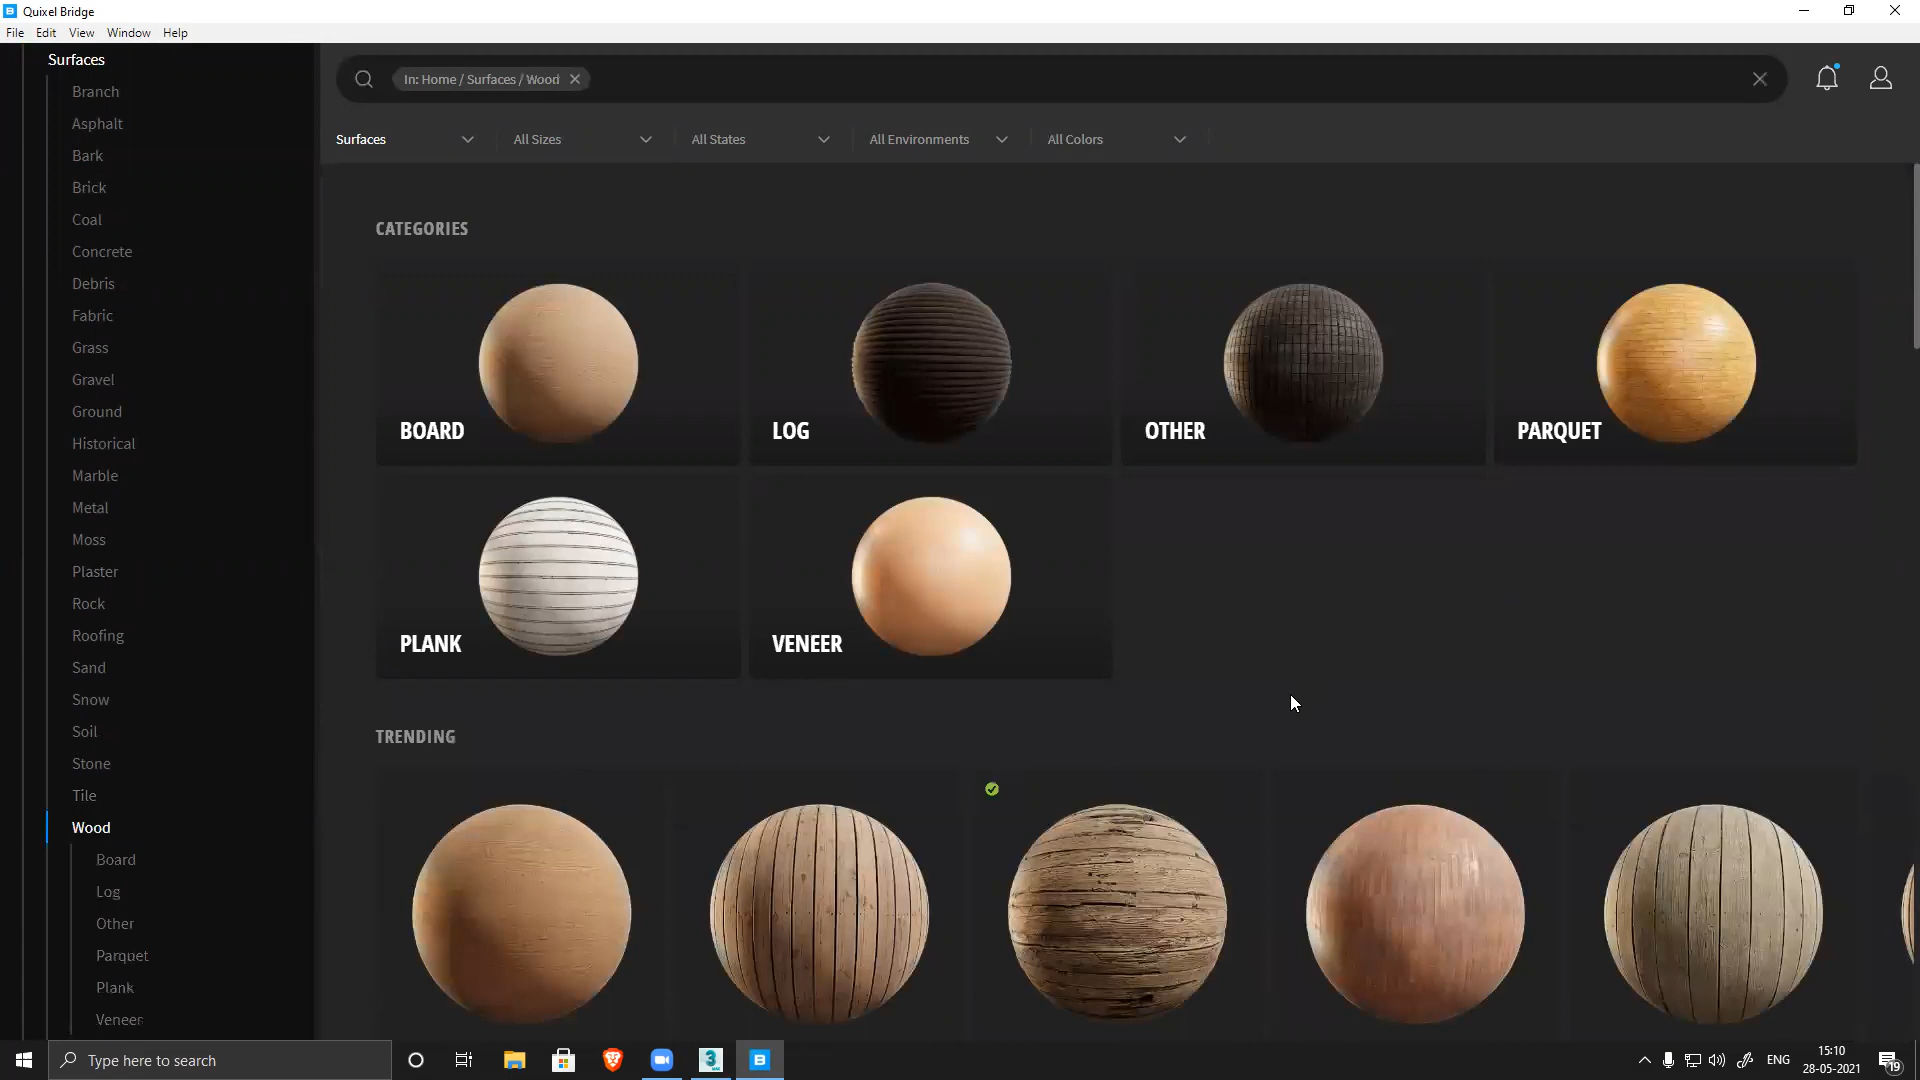 Quixel Bridge
File Edit View Window Help
Surfaces
Branch
Asphalt
Bark
Brick
Coal
Concrete
Debris
Fabric
Grass
Gravel
Ground
Historical
Marble
Metal
Moss
Plaster
Rock
Roofing
Sand
Snow
Soil
Stone
Tile
Wood
Board
Log
Other
Parquet
Plank
Veneer
In: Home / Surfaces / Wood
Surfaces All Sizes All States All Environments All Colors
CATEGORIES
BOARD LOG OTHER PARQUET
PLANK VENEER
TRENDING
Type here to search
ENG
15:10
28-05-2021
19